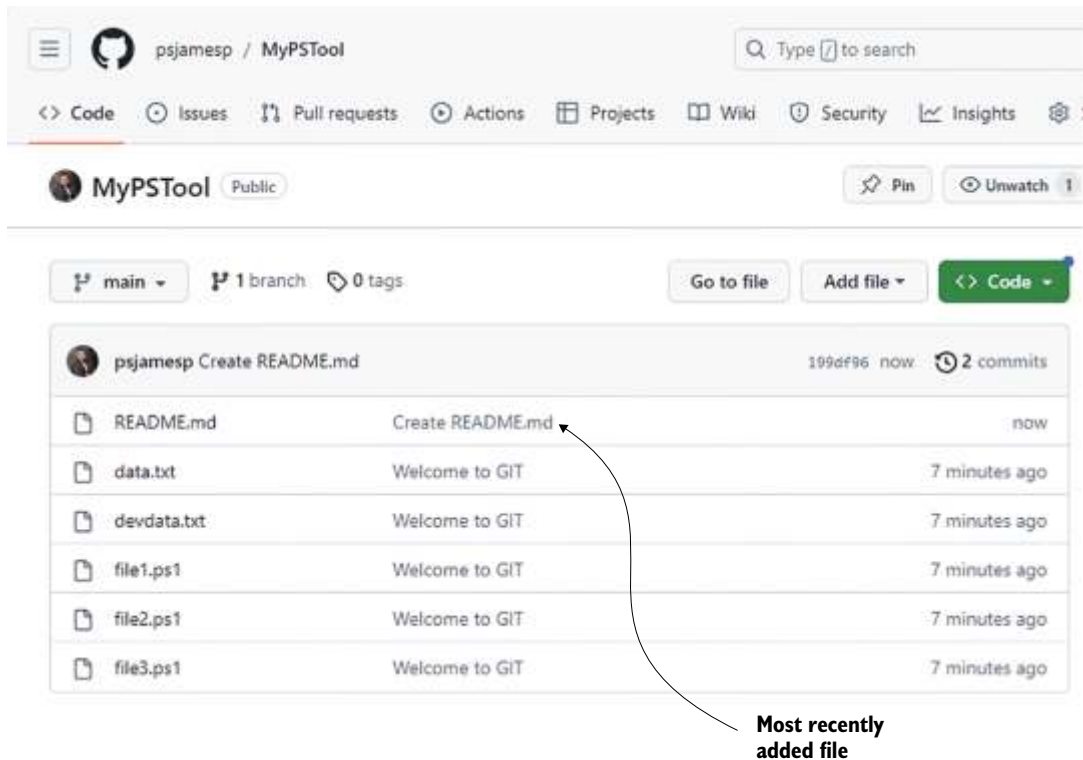 psjamesp / MyPSTool Type / to search
Code Issues Pull requests Actions Projects Wiki Security Insights
MyPSTool Public Pin Unwatch 1
main 1 branch 0 tags Go to file Add file Code
psjamesp Create README.md 199df96 now 2 commits
README.md Create README.md now
data.txt Welcome to GIT 7 minutes ago
devdata.txt Welcome to GIT 7 minutes ago
file1.ps1 Welcome to GIT 7 minutes ago
file2.ps1 Welcome to GIT 7 minutes ago
file3.ps1 Welcome to GIT 7 minutes ago
Most recently
added file